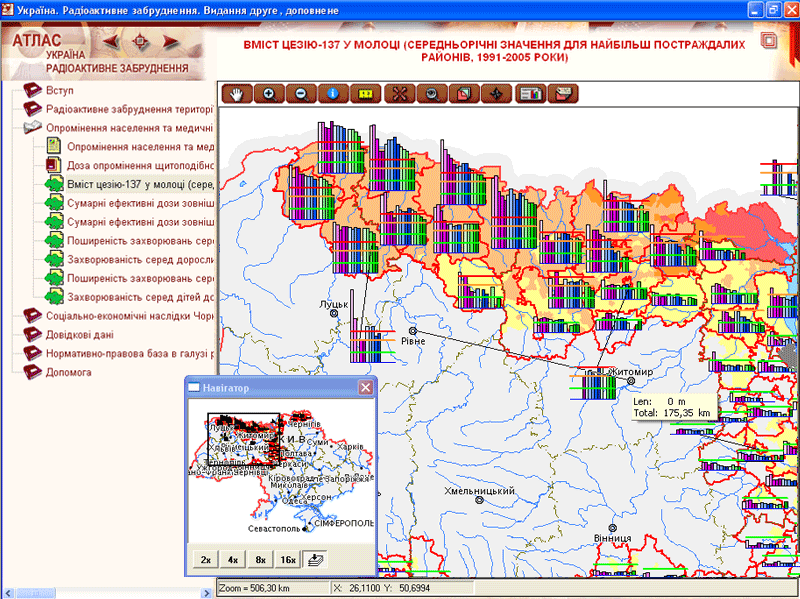 Україна. Радіоактивне забруднення. Видання друге, доповнене
АТЛАС
УКРАЇНА
РАДІОАКТИВНЕ ЗАБРУДНЕННЯ
ВМІСТ ЦЕЗІЮ-137 У МОЛОЦІ (СЕРЕДНЬОРІЧНІ ЗНАЧЕННЯ ДЛЯ НАЙБІЛЬШ ПОСТРАЖДАЛИХ
РАЙОНІВ, 1991-2005 РОКИ)
Вступ
Радіоактивне забруднення території
Опромінення населення та медичні
Опромінення населення та мед
Доза опромінення щитоподібно
Вміст цезію-137 у молоці (сере
Сумарні ефективні дози зовніш
Сумарні ефективні дози зовніш
Поширеність захворювань сере
Захворюваність серед доросли
Поширеність захворювань сере
Захворюваність серед дітей до
Соціально-економічні наслідки Чорн
Довідкові дані
Нормативно-правова база в галузі р
Допомога
Луцьк
Рівне
Житомир
Len: 0 m
Total: 175,35 km
Хмельницький
Вінниця
Навігатор
Чернігів
Луцьк
Житомир
КИЇВ
Суми
Харків
Полтава
Черкаси
Кіровоград
Запоріжжя
Миколаїв
Херсон
Одеса
Севастополь
СІМФЕРОПОЛЬ
2x 4x 8x 16x
Zoom = 506,30 km X: 26,1100 Y: 50,6994